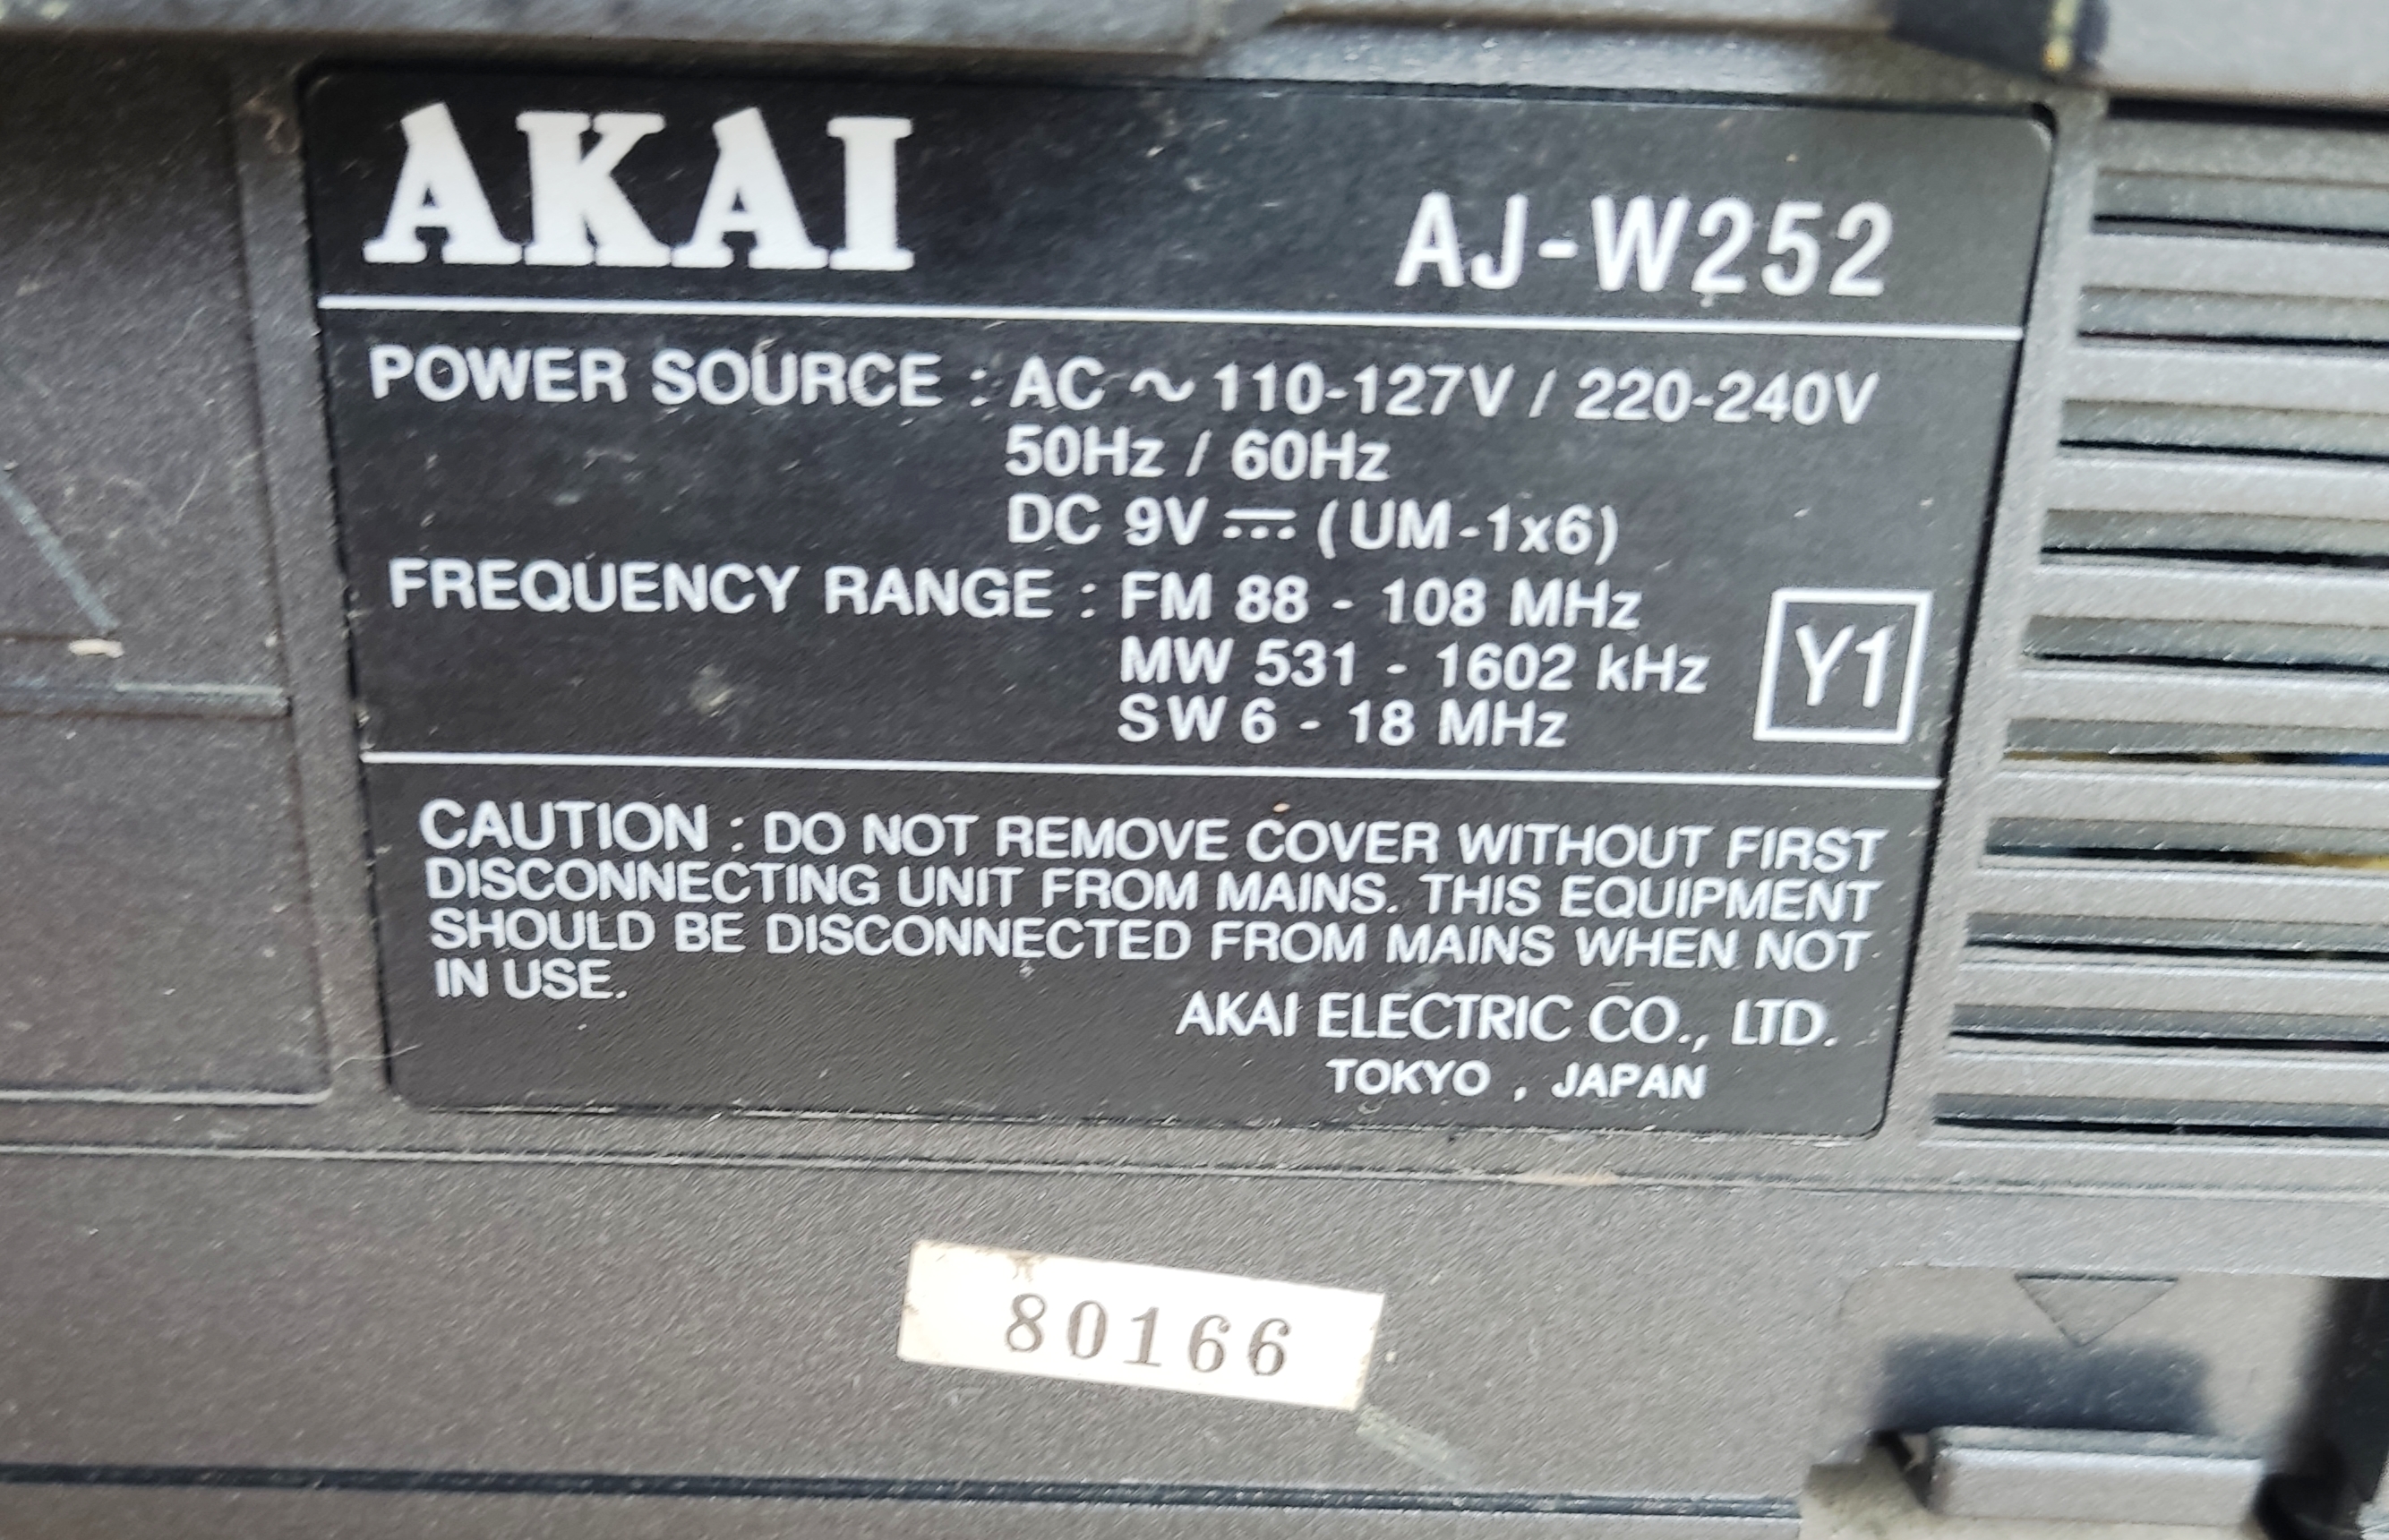 AKAI
AJ-W252
POWER SOURCE : AC ~ 110-127V / 220-240V
50Hz / 60Hz
DC 9V ⎓ (UM-1x6)
FREQUENCY RANGE : FM 88 - 108 MHz
MW 531 - 1602 kHz
SW 6 - 18 MHz
Y1
CAUTION : DO NOT REMOVE COVER WITHOUT FIRST
DISCONNECTING UNIT FROM MAINS. THIS EQUIPMENT
SHOULD BE DISCONNECTED FROM MAINS WHEN NOT
IN USE.
AKAI ELECTRIC CO., LTD.
TOKYO , JAPAN
80166